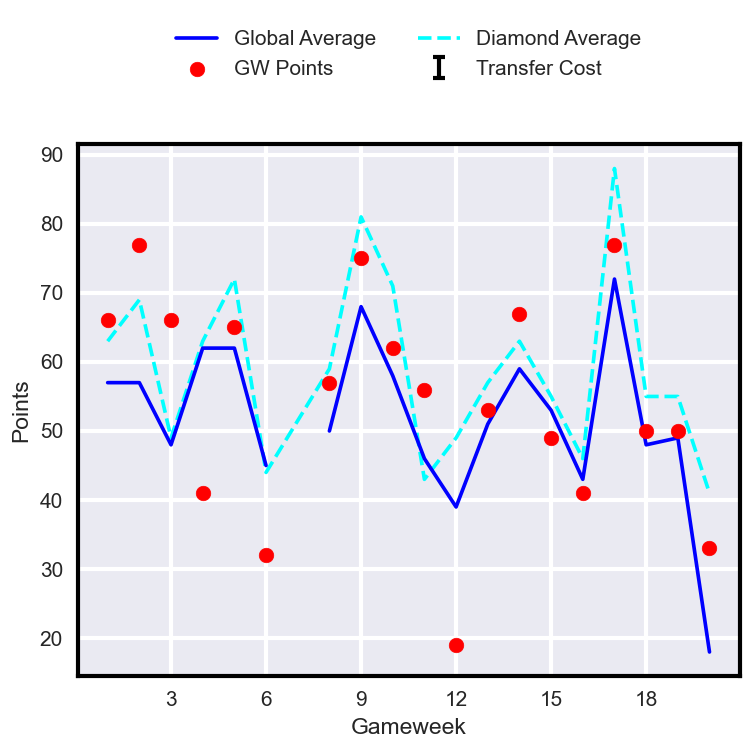 Global Average
Diamond Average
GW Points
Transfer Cost
90
80
70
60
50
40
30
20
Points
3
6
9
12
15
18
Gameweek